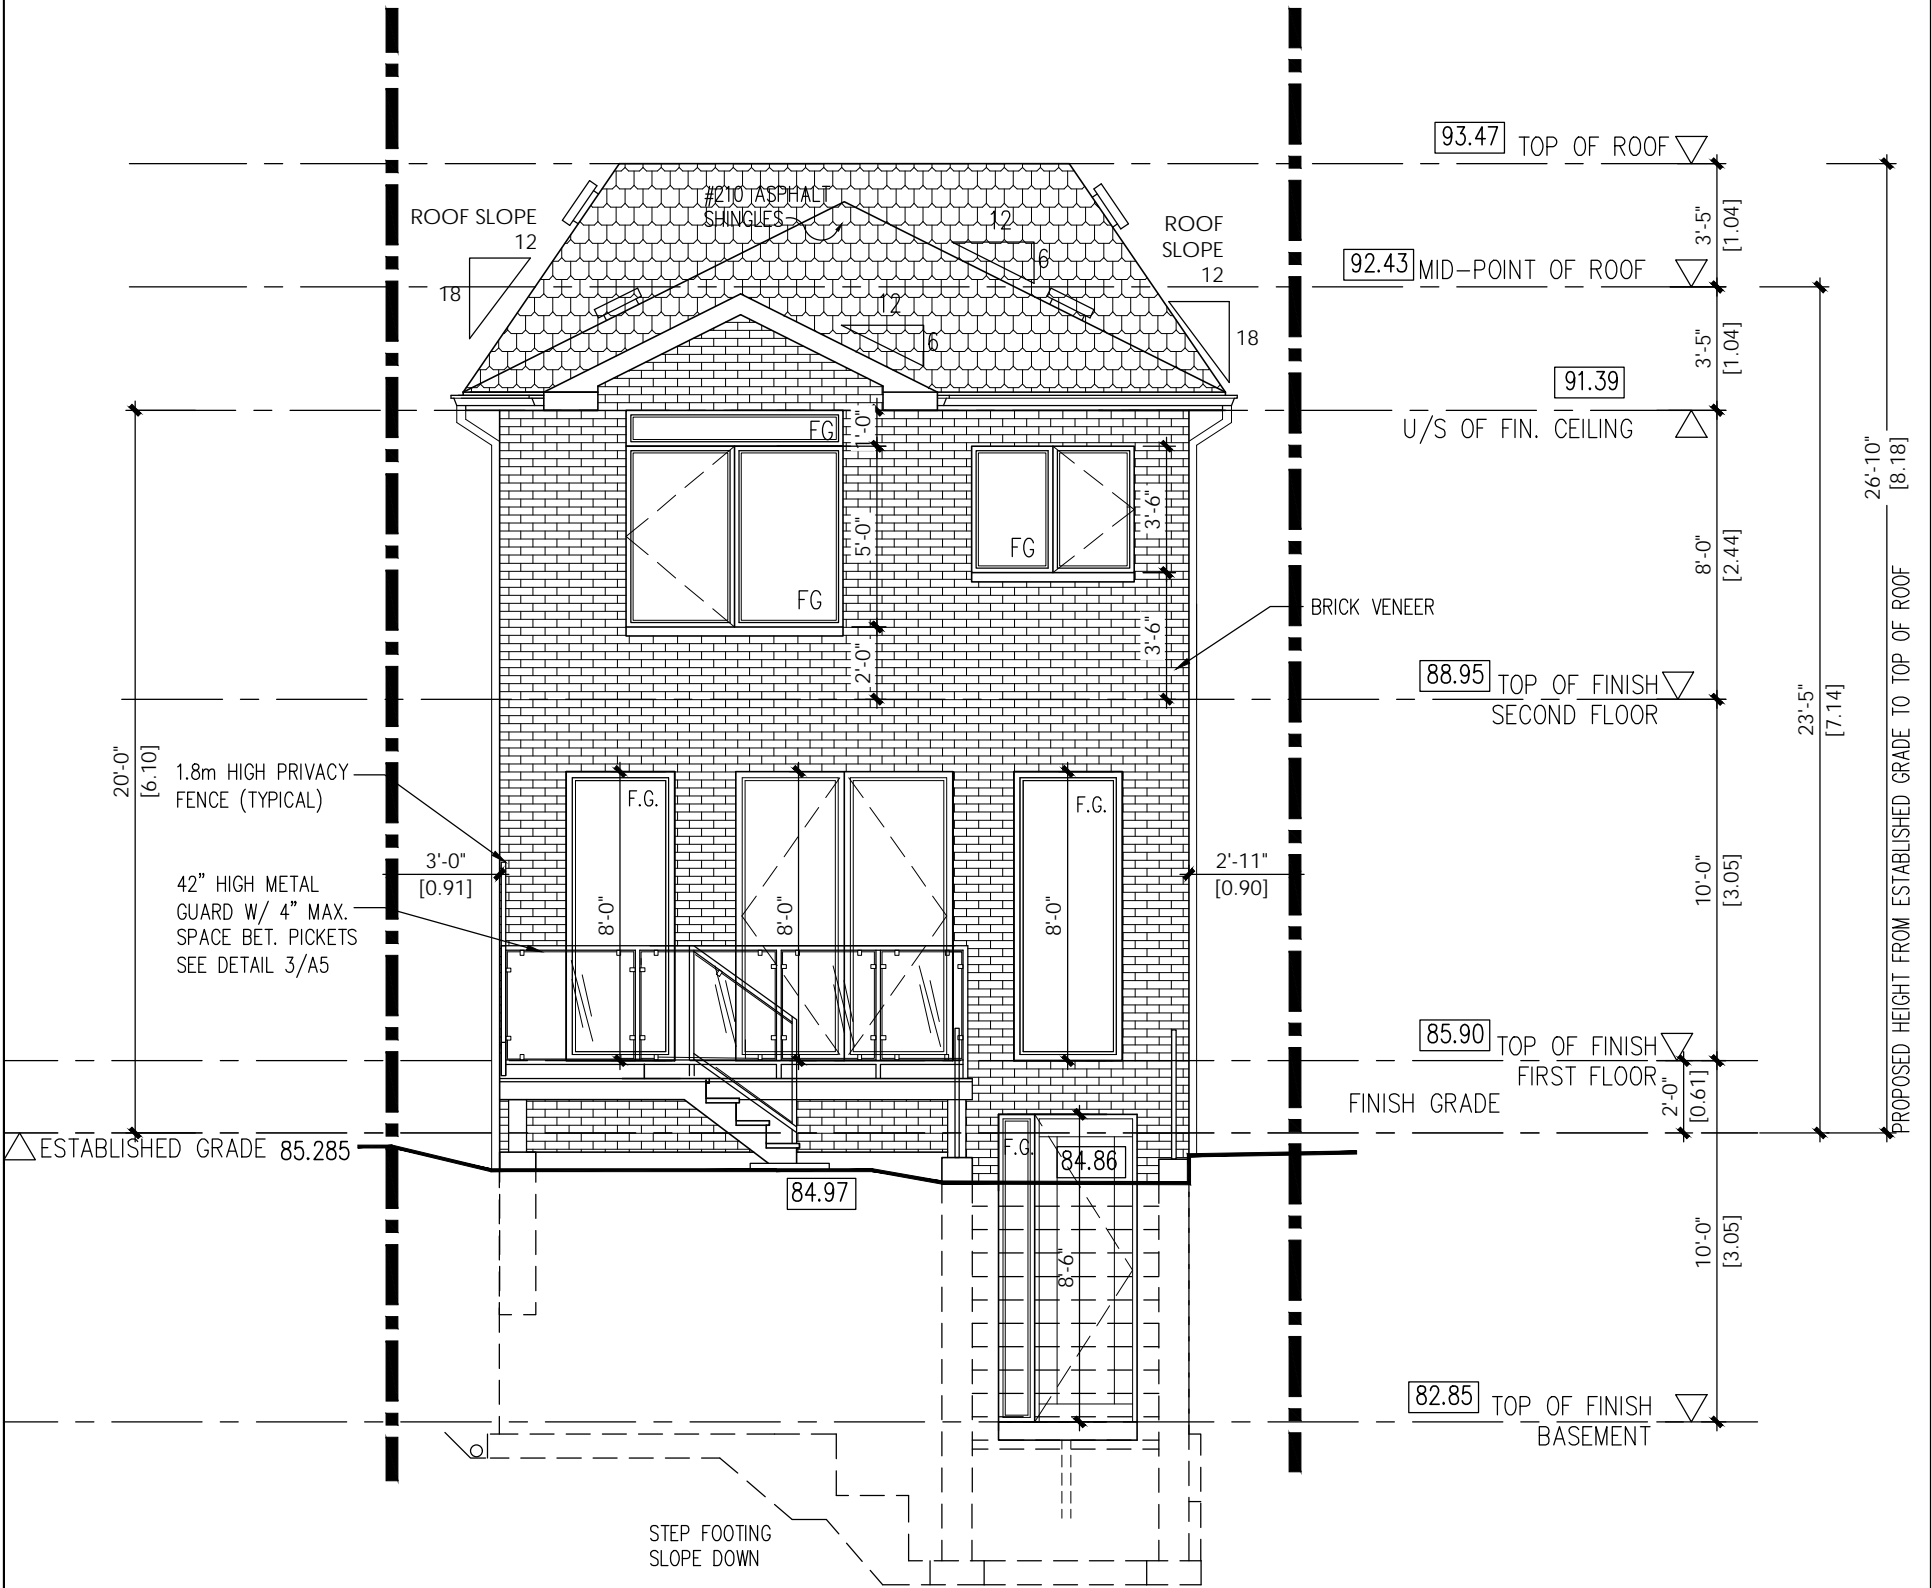 93.47 TOP OF ROOF
#210 ASPHALT
SHINGLES
ROOF SLOPE
12
18
12
6
ROOF
SLOPE
12
18
3'-5"
[1.04]
92.43 MID-POINT OF ROOF
12
6
3'-5"
[1.04]
91.39
U/S OF FIN. CEILING
FG
1'-0"
5'-0"
2'-0"
FG
FG
3'-6"
3'-6"
8'-0"
[2.44]
26'-10"
[8.18]
BRICK VENEER
88.95 TOP OF FINISH
SECOND FLOOR
23'-5"
[7.14]
PROPOSED HEIGHT FROM ESTABLISHED GRADE TO TOP OF ROOF
20'-0"
[6.10]
1.8m HIGH PRIVACY
FENCE (TYPICAL)
F.G.
F.G.
3'-0"
[0.91]
2'-11"
[0.90]
42" HIGH METAL
GUARD W/ 4" MAX.
SPACE BET. PICKETS
SEE DETAIL 3/A5
8'-0"
8'-0"
8'-0"
10'-0"
[3.05]
85.90 TOP OF FINISH
FIRST FLOOR
2'-0"
[0.61]
FINISH GRADE
ESTABLISHED GRADE 85.285
84.97
F.G.
84.86
8'-6"
10'-0"
[3.05]
82.85 TOP OF FINISH
BASEMENT
STEP FOOTING
SLOPE DOWN